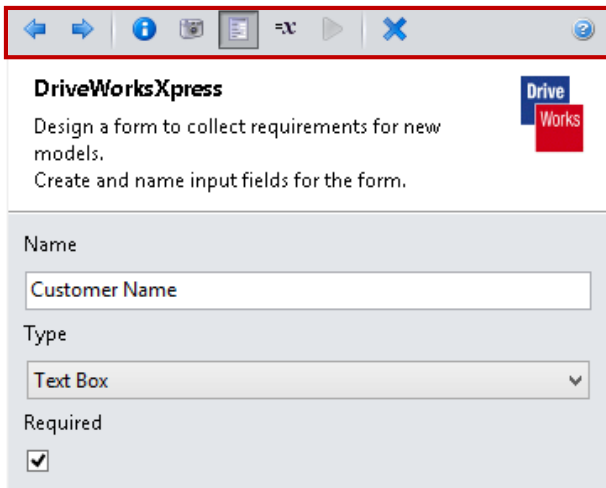 =x
DriveWorksXpress
Drive
Works
Design a form to collect requirements for new
models.
Create and name input fields for the form.
Name
Customer Name
Type
Text Box
Required